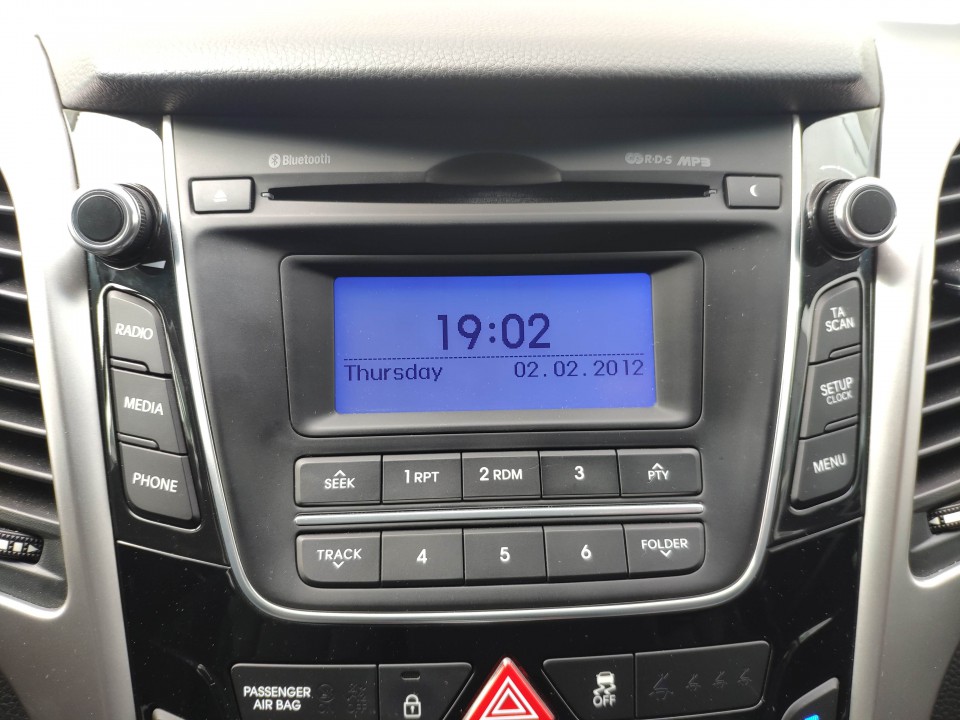 Bluetooth
R·D·S MP3
19:02
Thursday 02.02.2012
RADIO
MEDIA
PHONE
TA
SCAN
SETUP
CLOCK
MENU
SEEK
1 RPT
2 RDM
3
PTY
TRACK
4
5
6
FOLDER
PASSENGER
AIR BAG
OFF